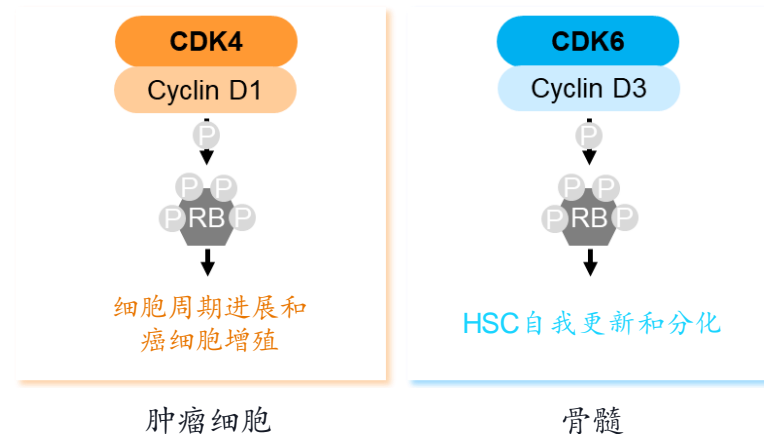 CDK4
Cyclin D1
P
P P
P RB P
细胞周期进展和
癌细胞增殖
肿瘤细胞
CDK6
Cyclin D3
P
P P
P RB P
HSC自我更新和分化
骨髓